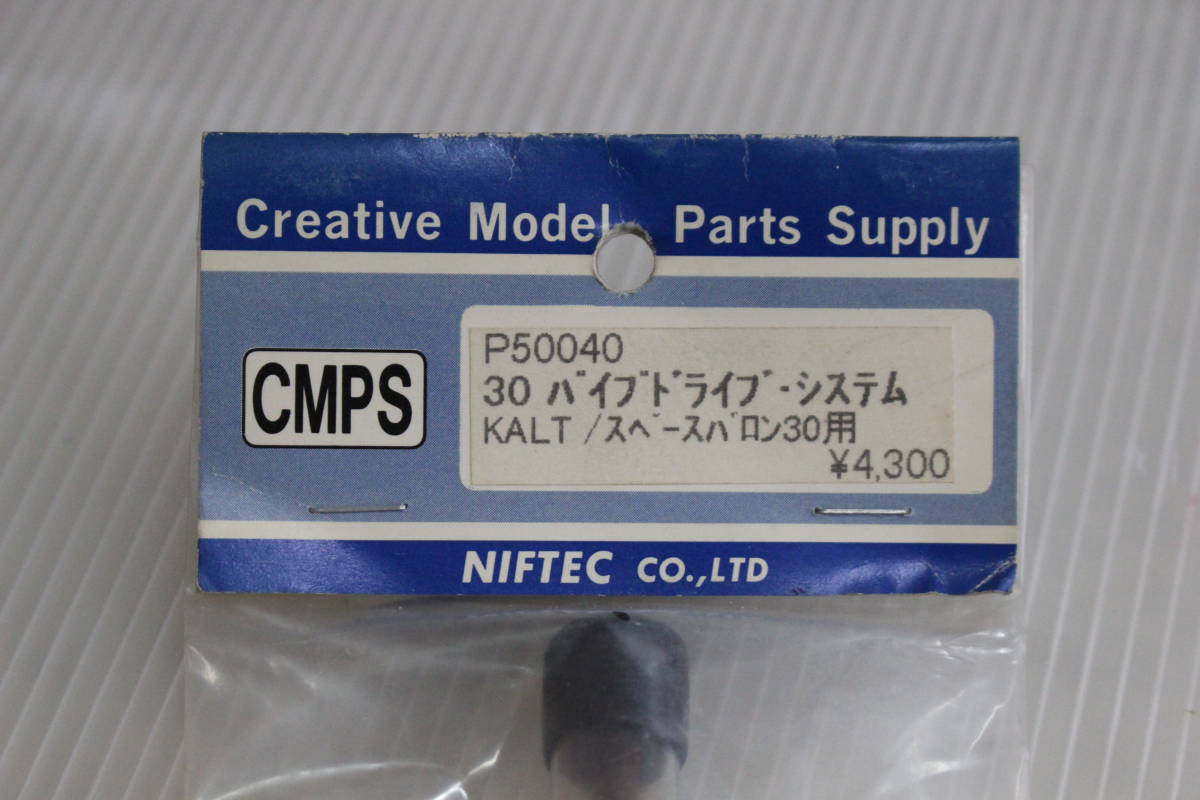 Creative Model Parts Supply
CMPS
P50040
30 ﾊﾞｲﾌﾞﾄﾞﾗｲﾌﾞ･ｼｽﾃﾑ
KALT /ｽﾍﾟｰｽﾊﾞﾛﾝ30用
¥4,300
NIFTEC CO.,LTD